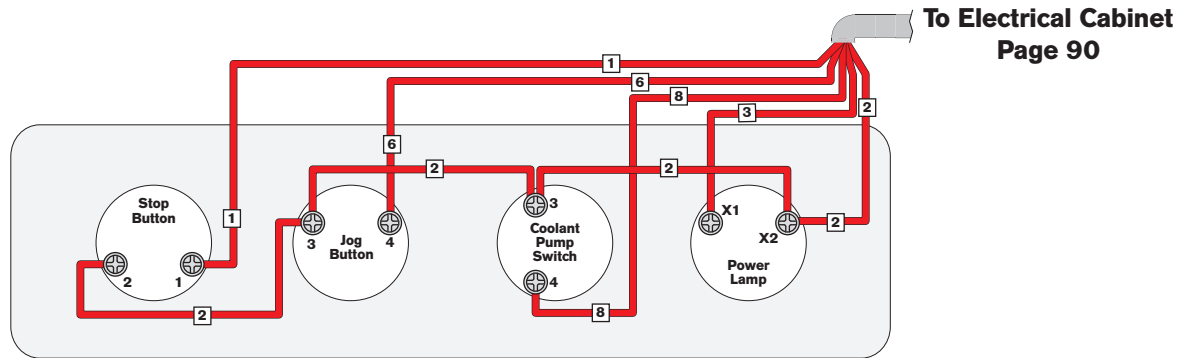 To Electrical Cabinet
Page 90
1
6
8
3
2
6
2
2
Stop
Button
1
2
1
3
Jog
Button
4
3
Coolant
Pump
Switch
4
X1
X2
2
Power
Lamp
2
8